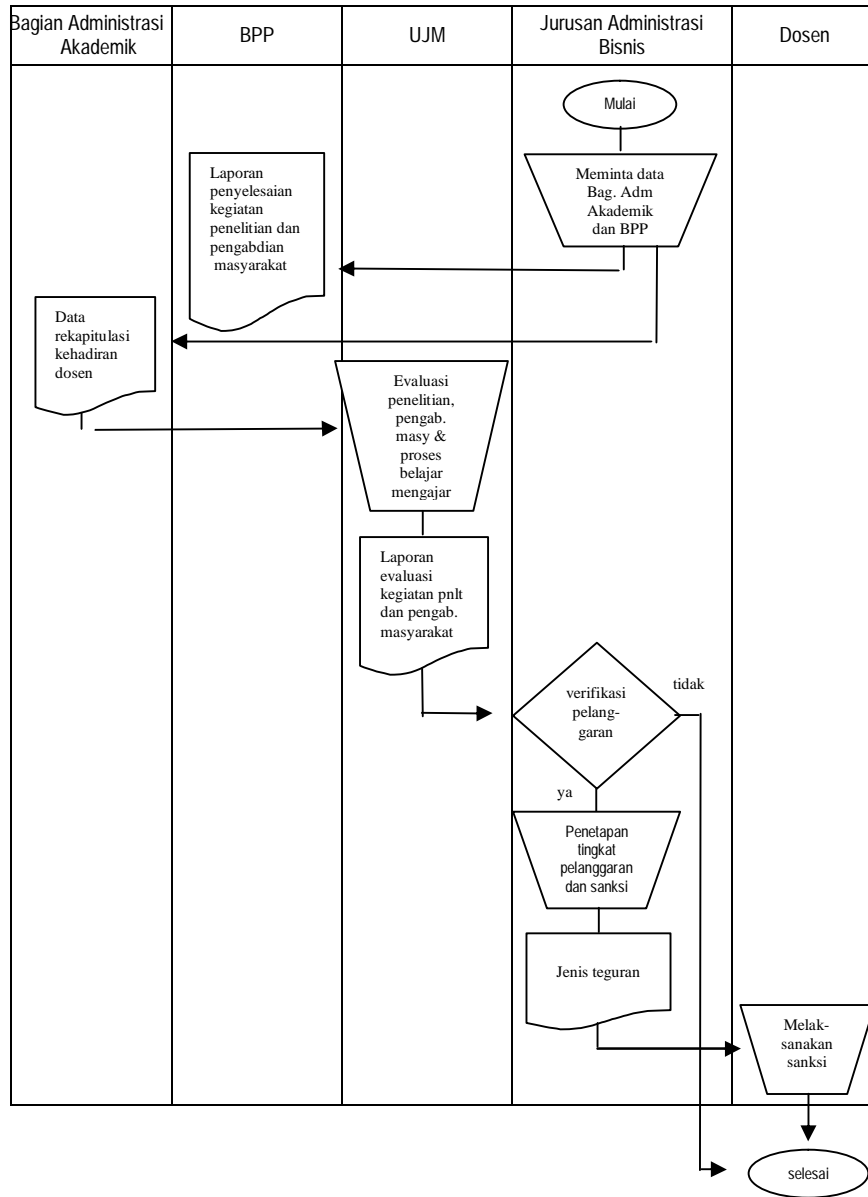 Bagian Administrasi
Akademik
BPP
UJM
Jurusan Administrasi
Bisnis
Dosen
Mulai
Meminta data
Bag. Adm
Akademik
dan BPP
Laporan
penyelesaian
kegiatan
penelitian dan
pengabdian
masyarakat
Data
rekapitulasi
kehadiran
dosen
Evaluasi
penelitian,
pengab.
masy &
proses
belajar
mengajar
Laporan
evaluasi
kegiatan pnlt
dan pengab.
masyarakat
verifikasi
pelang-
garan
tidak
ya
Penetapan
tingkat
pelanggaran
dan sanksi
Jenis teguran
Melak-
sanakan
sanksi
selesai